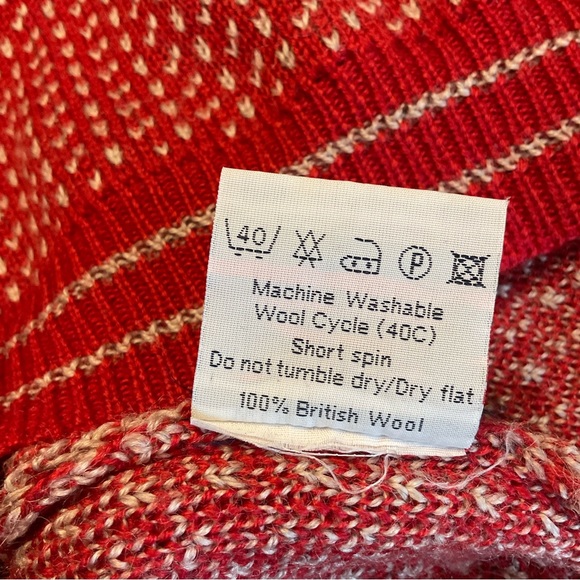 40 P
Machine Washable
Wool Cycle (40C)
Short spin
Do not tumble dry/Dry flat
100% British Wool